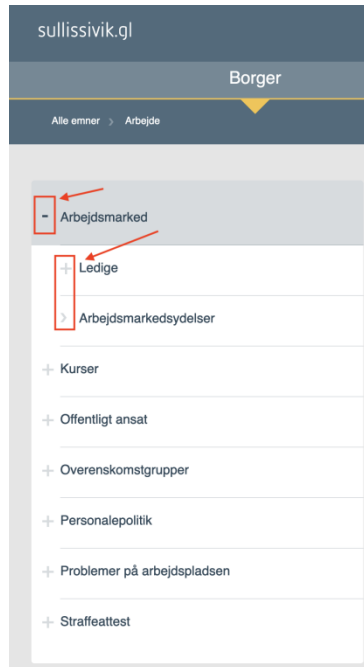 sullissivik.gl
Borger
Alle emner > Arbejde
- Arbejdsmarked
+ Ledige
> Arbejdsmarkedsydelser
+ Kurser
+ Offentligt ansat
+ Overenskomstgrupper
+ Personalepolitik
+ Problemer på arbejdspladsen
+ Straffeattest